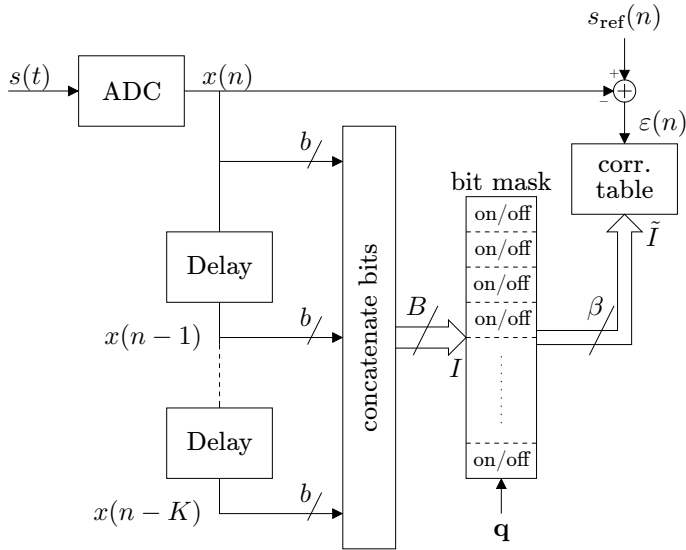 s_ref(n)
s(t)
ADC
x(n)
+
−
ε(n)
b
corr.
table
bit mask
on/off
on/off
on/off
on/off
Ĩ
Delay
concatenate bits
B
β
x(n − 1)
b
I
Delay
on/off
x(n − K)
b
q